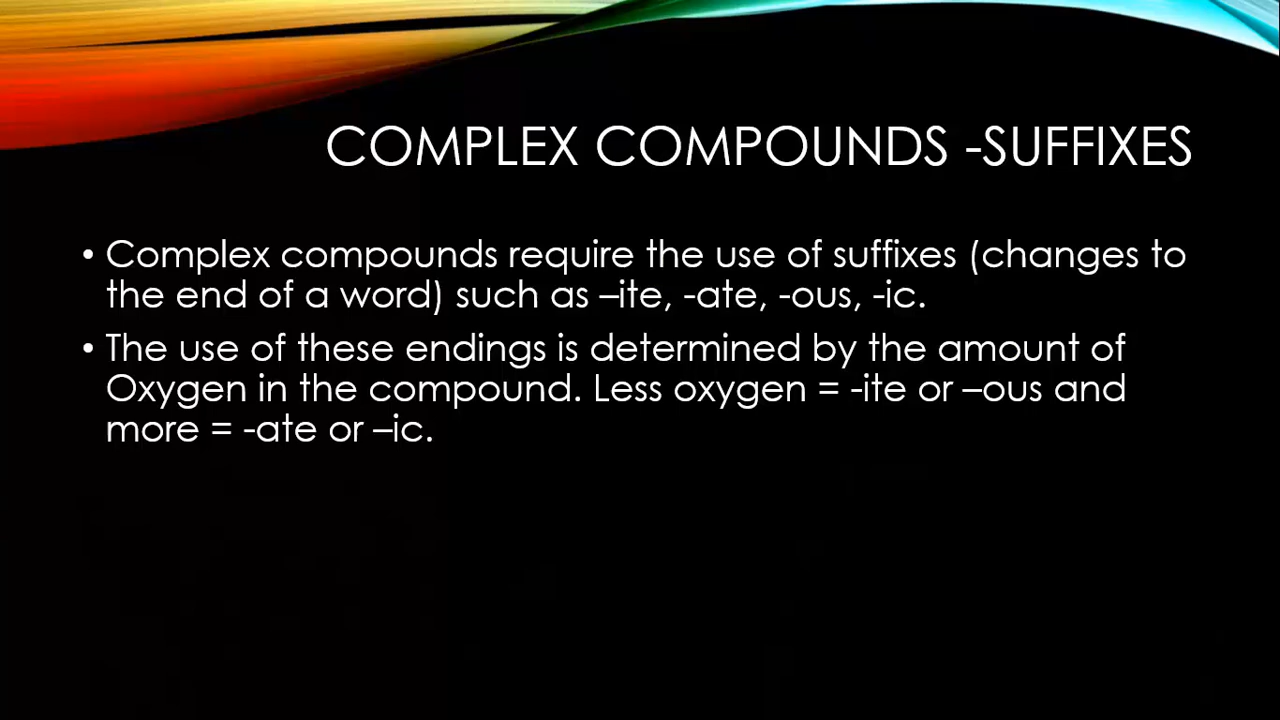 COMPLEX COMPOUNDS -SUFFIXES
• Complex compounds require the use of suffixes (changes to
the end of a word) such as –ite, -ate, -ous, -ic.
• The use of these endings is determined by the amount of
Oxygen in the compound. Less oxygen = -ite or –ous and
more = -ate or –ic.